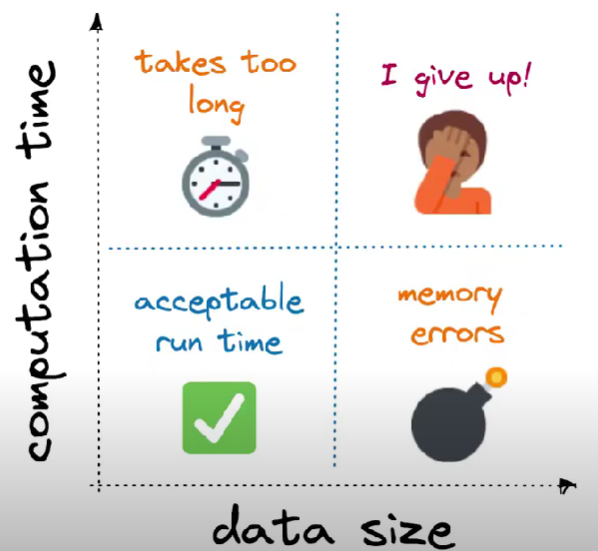 takes too
long
I give up!
computation time
acceptable
run time
memory
errors
data size